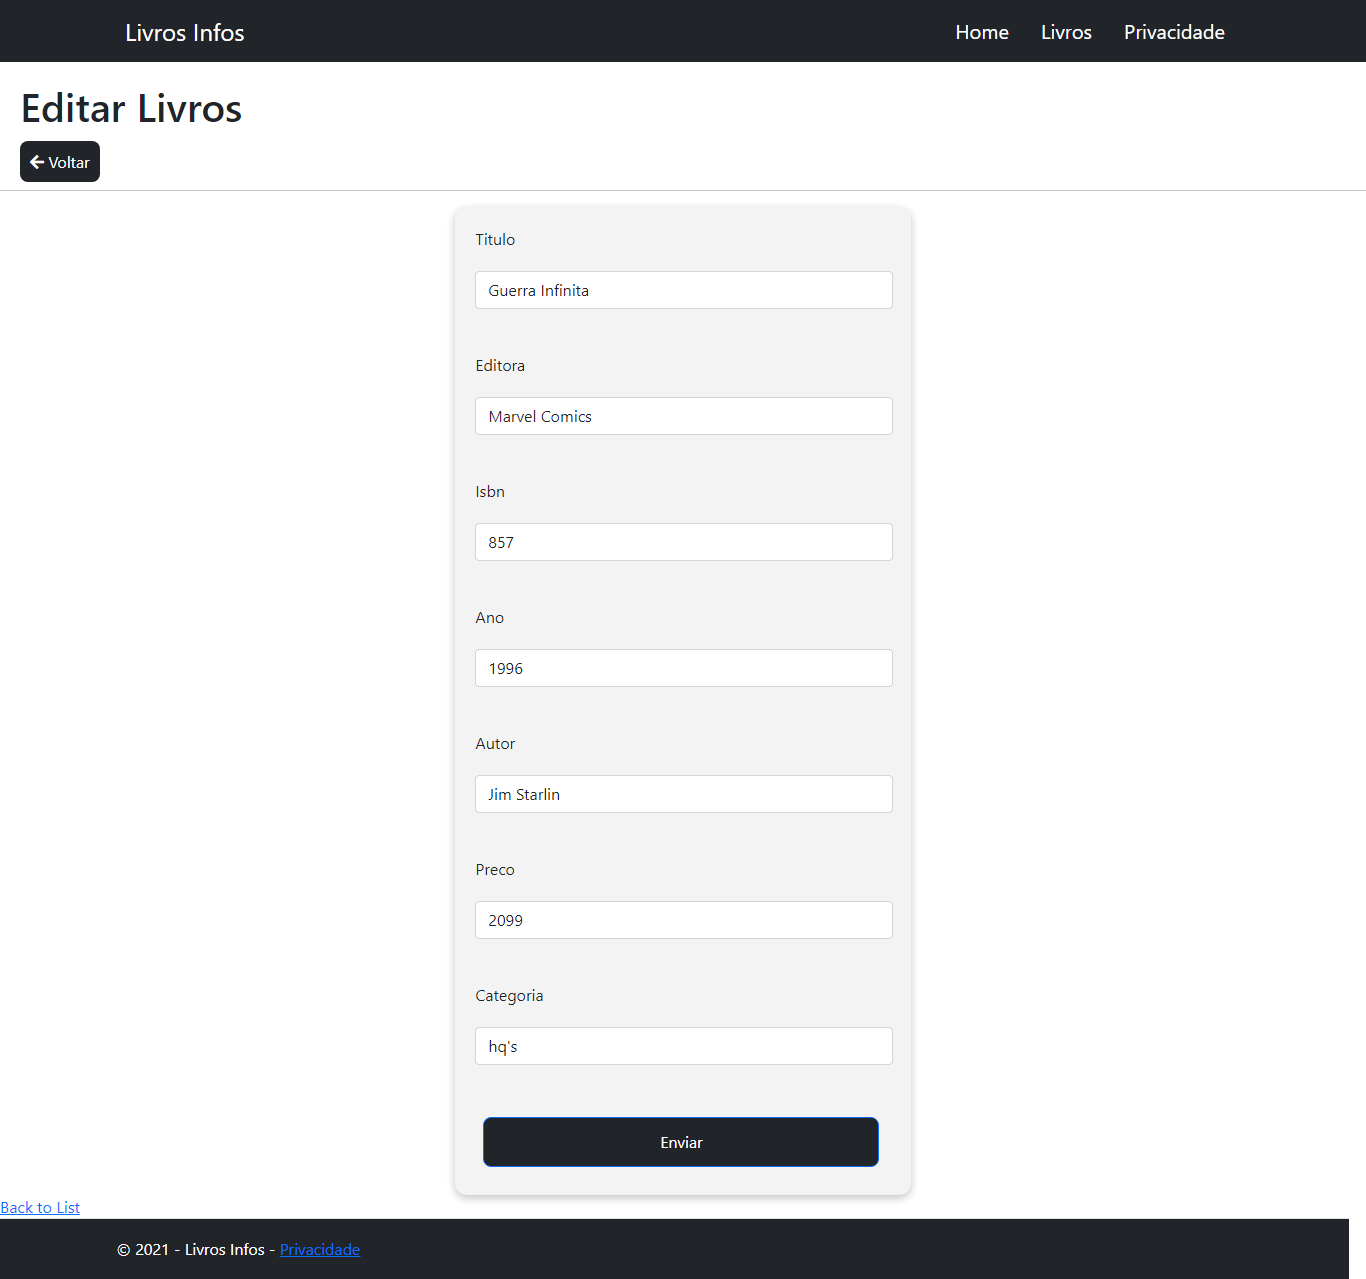 Livros Infos Home Livros Privacidade
Editar Livros
Voltar
Titulo
Guerra Infinita
Editora
Marvel Comics
Isbn
857
Ano
1996
Autor
Jim Starlin
Preco
2099
Categoria
hq's
Enviar
Back to List
© 2021 - Livros Infos - Privacidade